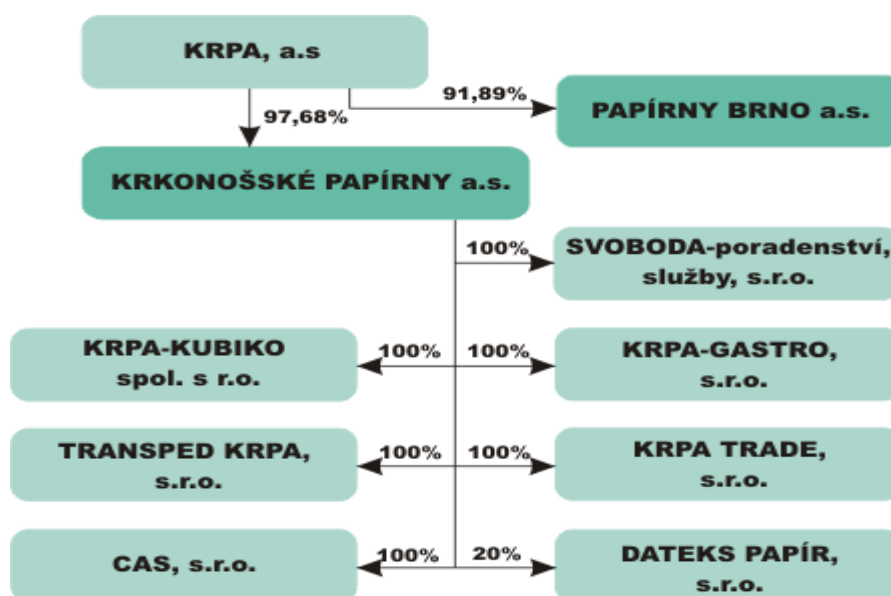 KRPA, a.s
91,89%
97,68%
PAPÍRNY BRNO a.s.
KRKONOŠSKÉ PAPÍRNY a.s.
100%
SVOBODA-poradenství,
služby, s.r.o.
KRPA-KUBIKO
spol. s r.o.
100%
100%
KRPA-GASTRO,
s.r.o.
TRANSPED KRPA,
s.r.o.
100%
100%
KRPA TRADE,
s.r.o.
CAS, s.r.o.
100%
20%
DATEKS PAPÍR,
s.r.o.